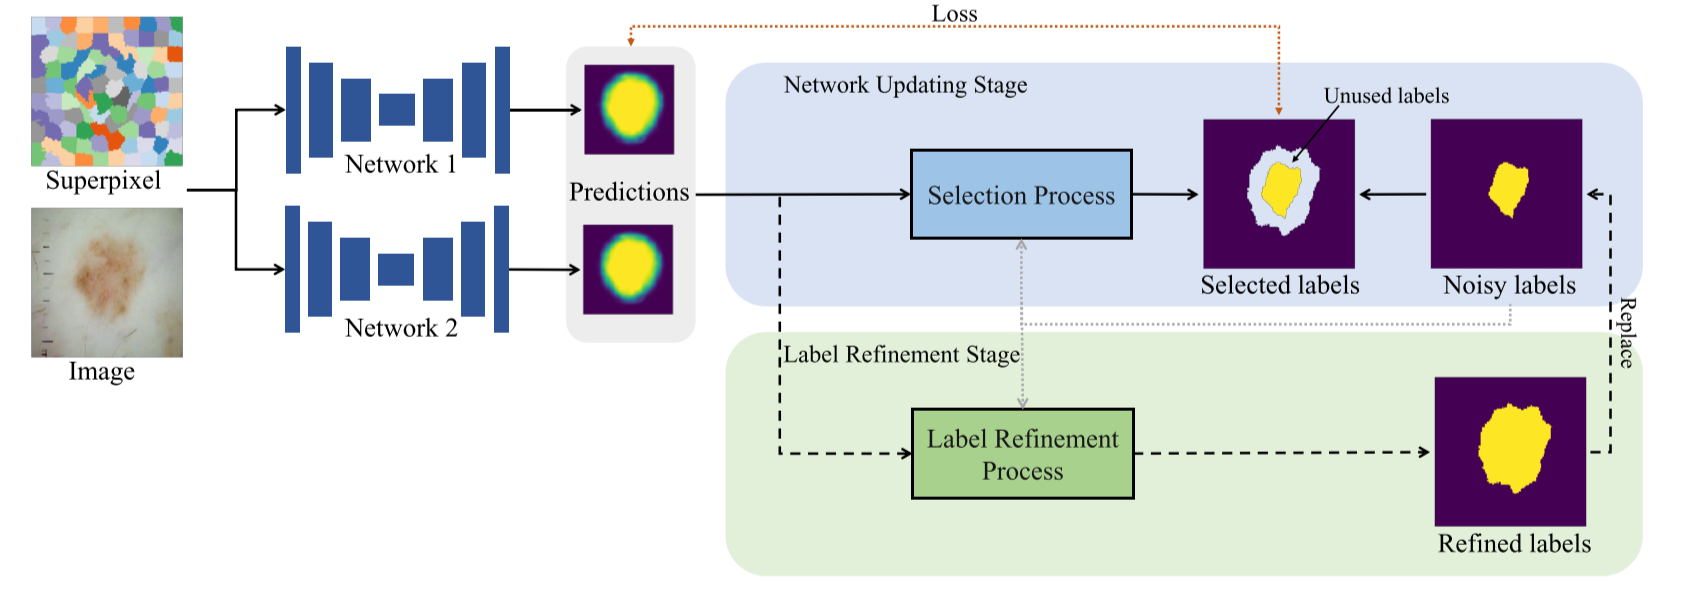 Loss
Network Updating Stage
Unused labels
Network 1
Superpixel
Predictions
Selection Process
Selected labels
Noisy labels
Network 2
Replace
Label Refinement Stage
Image
Label Refinement
Process
Refined labels